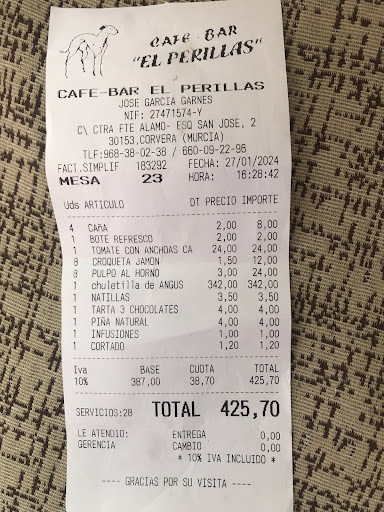 CAFE-BAR
"EL PERILLAS"
CAFE-BAR EL PERILLAS
JOSE GARCIA GARNES
NIF: 27471574-Y
C\ CTRA FTE ALAMO- ESQ SAN JOSE, 2
30153,CORVERA (MURCIA)
TLF:968-38-02-36 / 660-09-22-96
FACT.SIMPLIF 183292 FECHA: 27/01/2024
MESA 23 HORA: 16:28:42
Uds ARTICULO DT PRECIO IMPORTE
4 CAñA 2,00 8,00
1 BOTE REFRESCO 2,00 2,00
1 TOMATE CON ANCHOAS CA 24,00 24,00
8 CROQUETA JAMON 1,50 12,00
8 PULPO AL HORNO 3,00 24,00
1 chuletilla de ANGUS 342,00 342,00
1 NATILLAS 3,50 3,50
1 TARTA 3 CHOCOLATES 4,00 4,00
1 PIÑA NATURAL 4,00 4,00
1 INFUSIONES 1,00 1,00
1 CORTADO 1,20 1,20
Iva BASE CUOTA TOTAL
10% 387,00 38,70 425,70
SERVICIOS:28 TOTAL 425,70
LE ATENDIO: ENTREGA 0,00
GERENCIA CAMBIO 0,00
* 10% IVA INCLUIDO *
---- GRACIAS POR SU VISITA ----